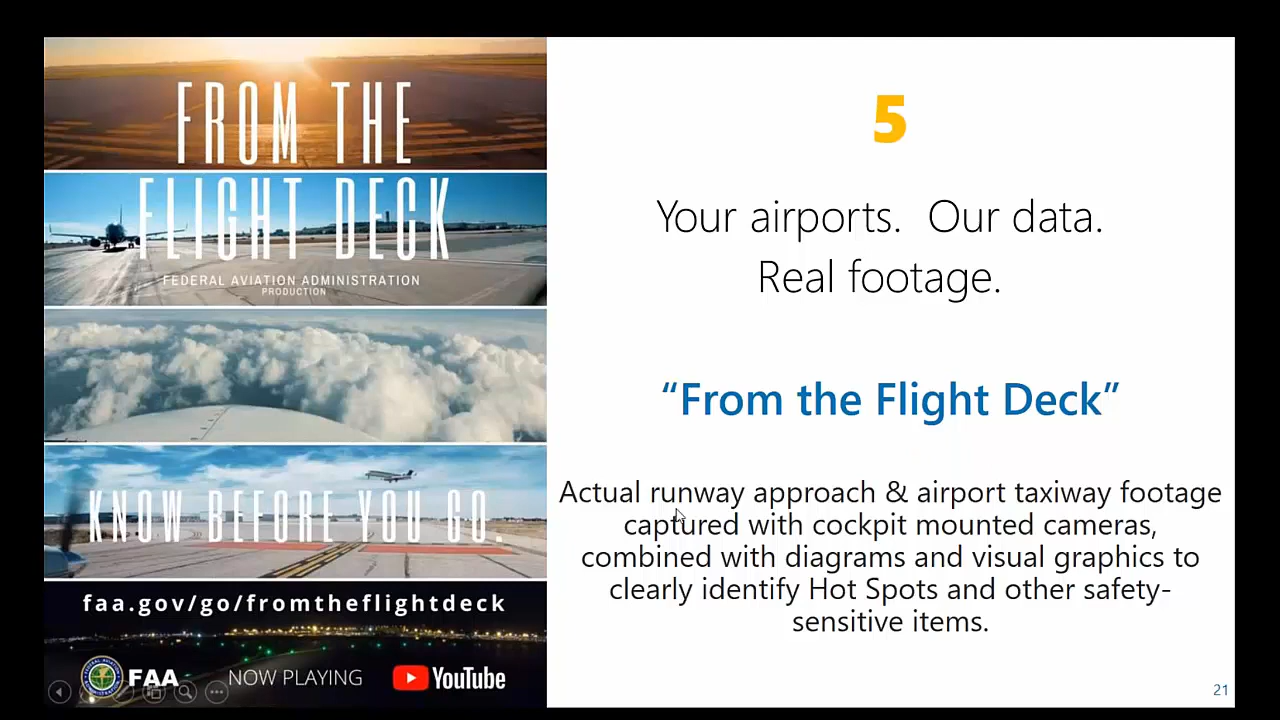 FROM THE
FLIGHT DECK
FEDERAL AVIATION ADMINISTRATION
PRODUCTION
KNOW BEFORE YOU GO.
faa.gov/go/fromtheflightdeck
FAA NOW PLAYING YouTube
5
Your airports. Our data.
Real footage.
“From the Flight Deck”
Actual runway approach & airport taxiway footage
captured with cockpit mounted cameras,
combined with diagrams and visual graphics to
clearly identify Hot Spots and other safety-
sensitive items.
21